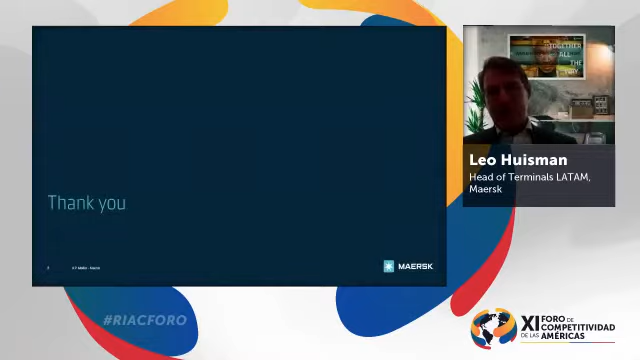 TOGETHER
ALL
THE
WAY
Leo Huisman
Head of Terminals LATAM,
Maersk
Thank you
MAERSK
#RIACFORO
XI FORO DE
COMPETITIVIDAD
DE LAS AMÉRICAS